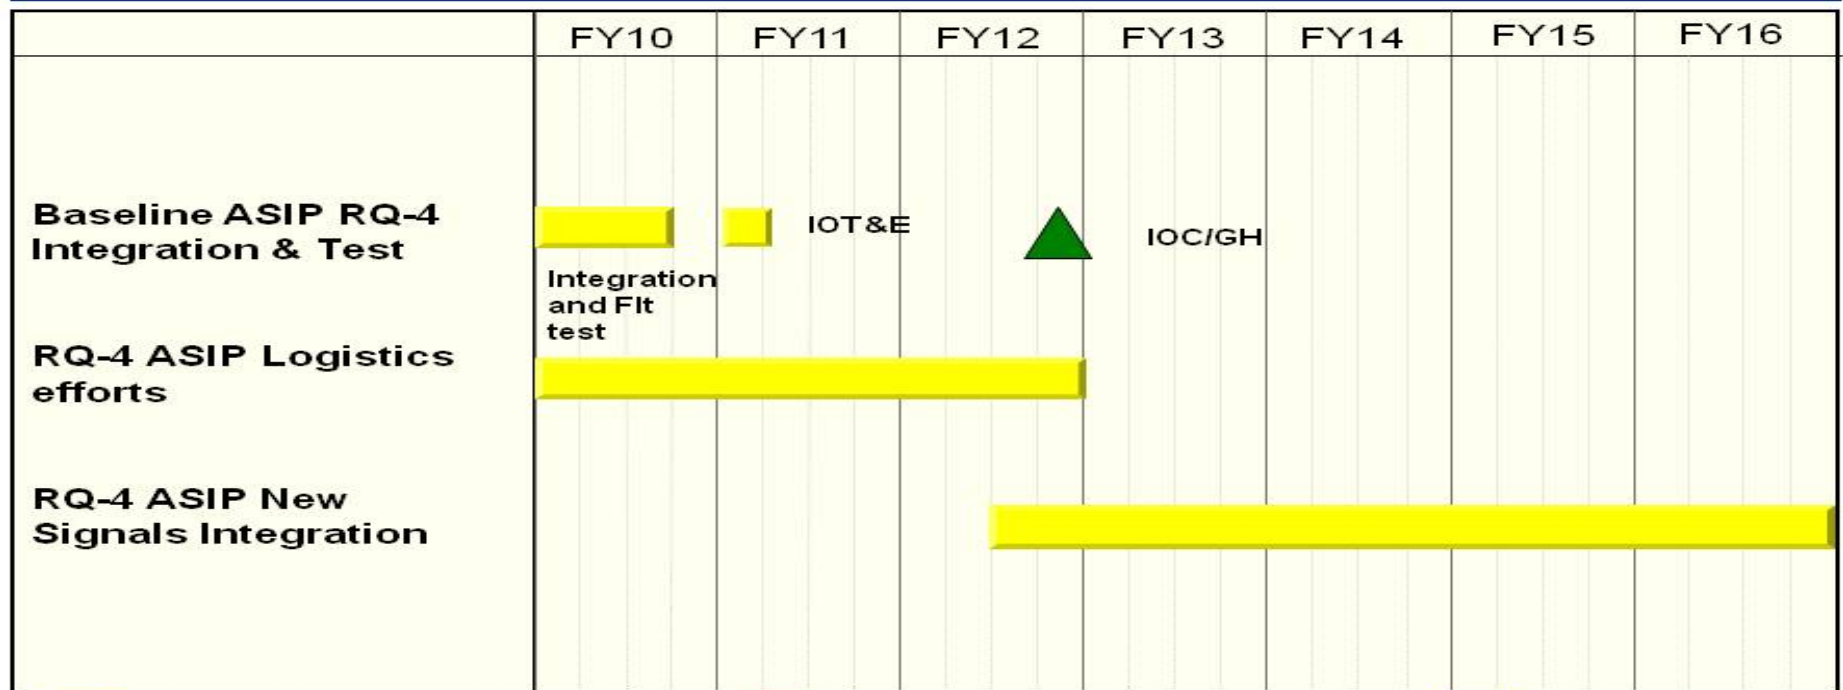 FY10 FY11 FY12 FY13 FY14 FY15 FY16
Baseline ASIP RQ-4
Integration & Test
IOT&E
IOC/GH
Integration
and Flt
test
RQ-4 ASIP Logistics
efforts
RQ-4 ASIP New
Signals Integration